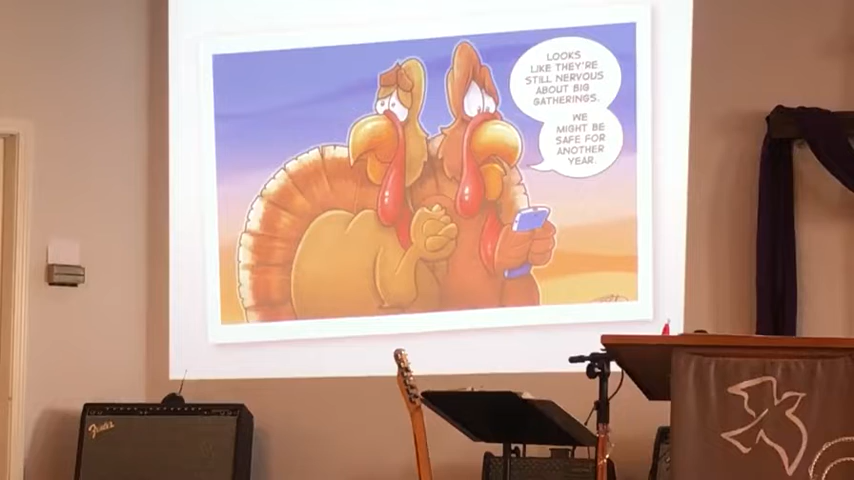 LOOKS
LIKE THEY'RE
STILL NERVOUS
ABOUT BIG
GATHERINGS.
WE
MIGHT BE
SAFE FOR
ANOTHER
YEAR.
Fender